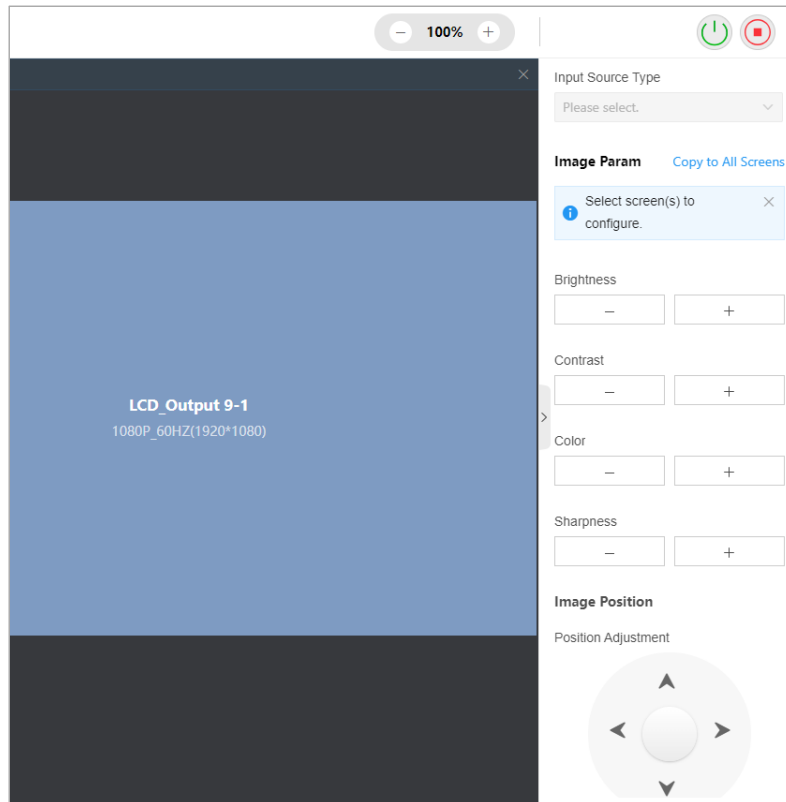 100%
Input Source Type
Please select.
Image Param
Copy to All Screens
Select screen(s) to
configure.
Brightness
Contrast
LCD_Output 9-1
1080P_60HZ(1920*1080)
Color
Sharpness
Image Position
Position Adjustment